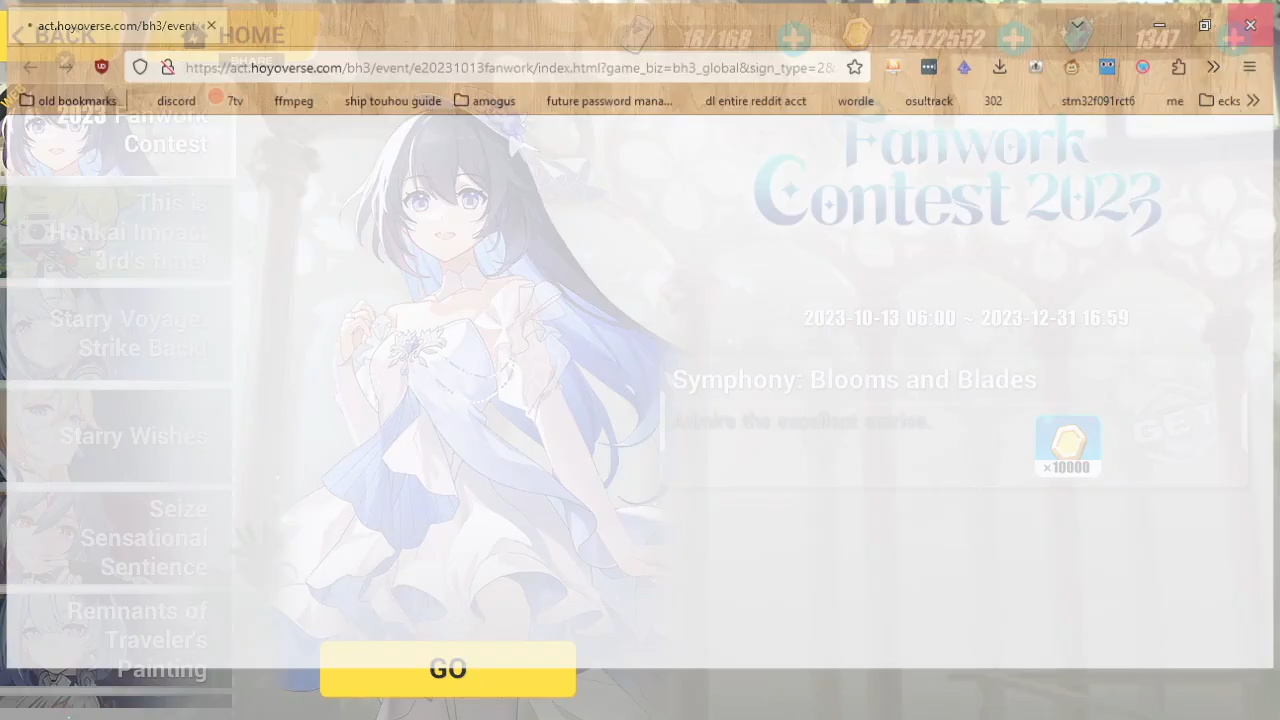 act.hoyoverse.com/bh3/event/
BACK
HOME
18/168
25472552
1347
https://act.hoyoverse.com/bh3/event/e20231013fanwork/index.html?game_biz=bh3_global&sign_type=2&
old bookmarks
discord
7tv
ffmpeg
ship touhou guide
amogus
future password mana...
dl entire reddit acct
wordle
osu!track
302
stm32f091rct6
me
ecks
2023 Fanwork
Contest
This is
Honkai Impact
3rd's time!
Starry Voyage,
Strike Back!
Starry Wishes
Seize
Sensational
Sentience
Remnants of
Traveler's
Painting
Fanwork
Contest 2023
2023-10-13 06:00 ~ 2023-12-31 16:59
Symphony: Blooms and Blades
Admire the excellent entries.
GET
×10000
GO